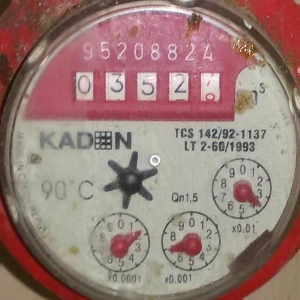 95208824
0352 m³
KADEN
TCS 142/92-1137
LT 2-60/1993
90°C
Qn1,5
x0,01
x0.0001
x0.001